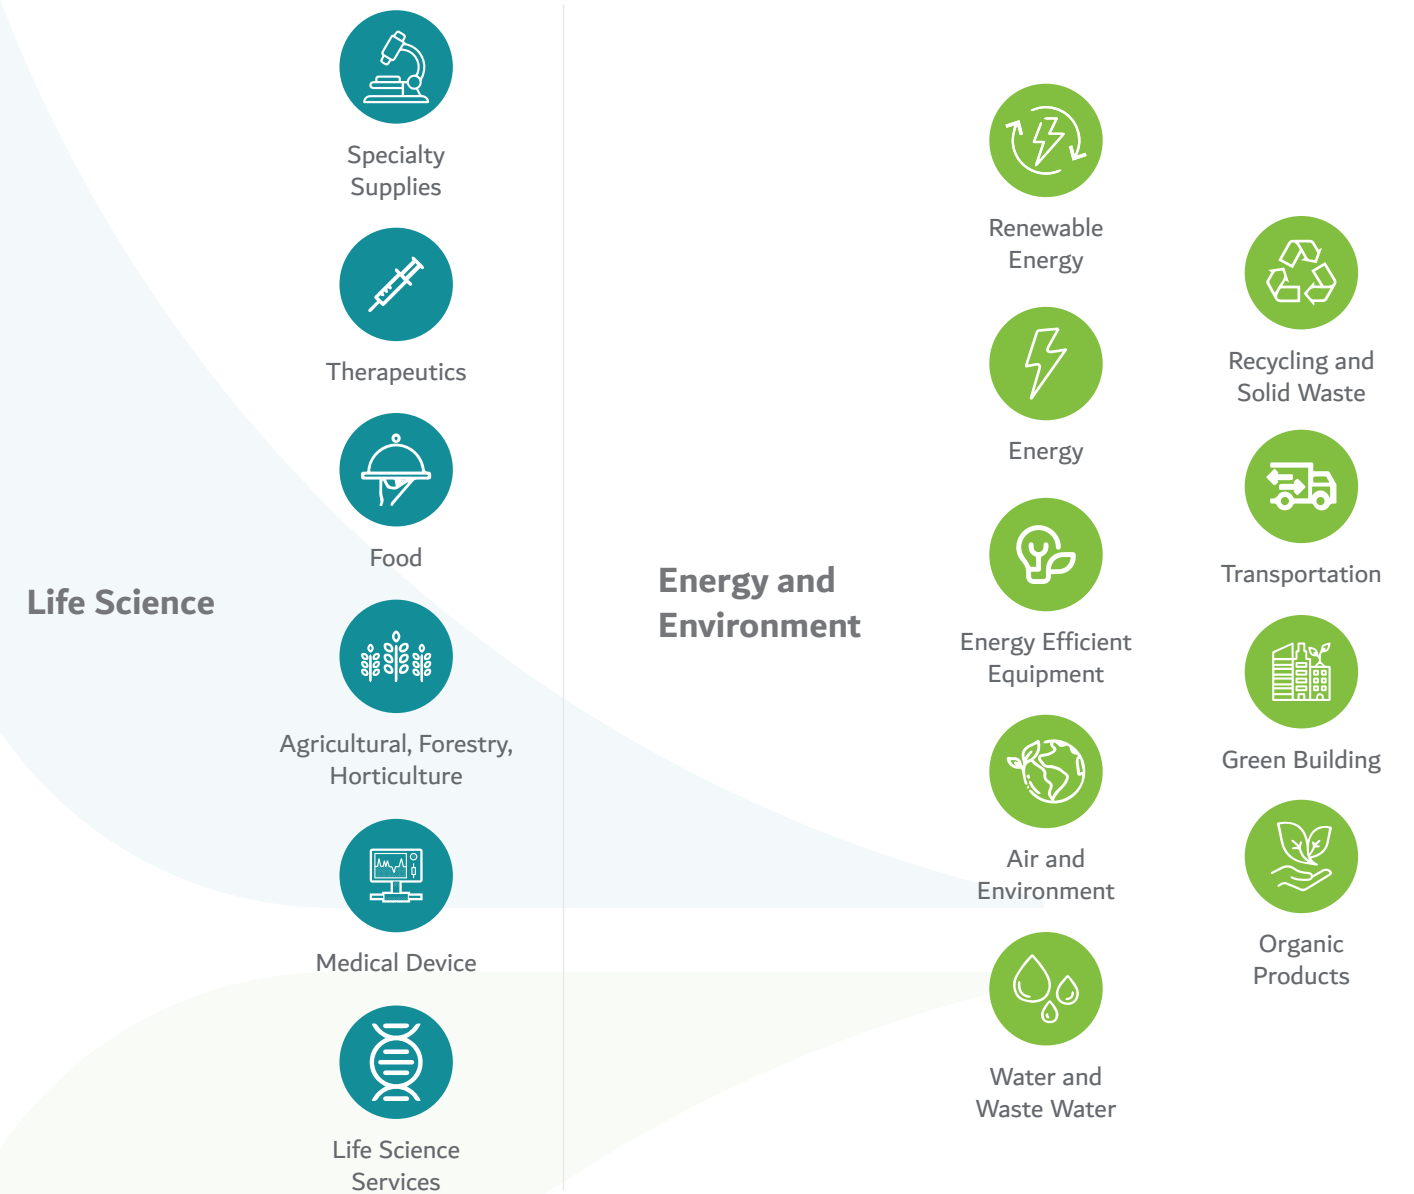 Life Science
Specialty
Supplies
Therapeutics
Food
Agricultural, Forestry,
Horticulture
Medical Device
Life Science
Services
Energy and
Environment
Renewable
Energy
Energy
Energy Efficient
Equipment
Air and
Environment
Water and
Waste Water
Recycling and
Solid Waste
Transportation
Green Building
Organic
Products